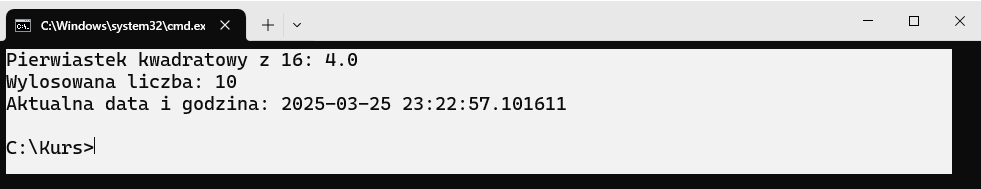 C:\Windows\system32\cmd.ex
Pierwiastek kwadratowy z 16: 4.0
Wylosowana liczba: 10
Aktualna data i godzina: 2025-03-25 23:22:57.101611
C:\Kurs>